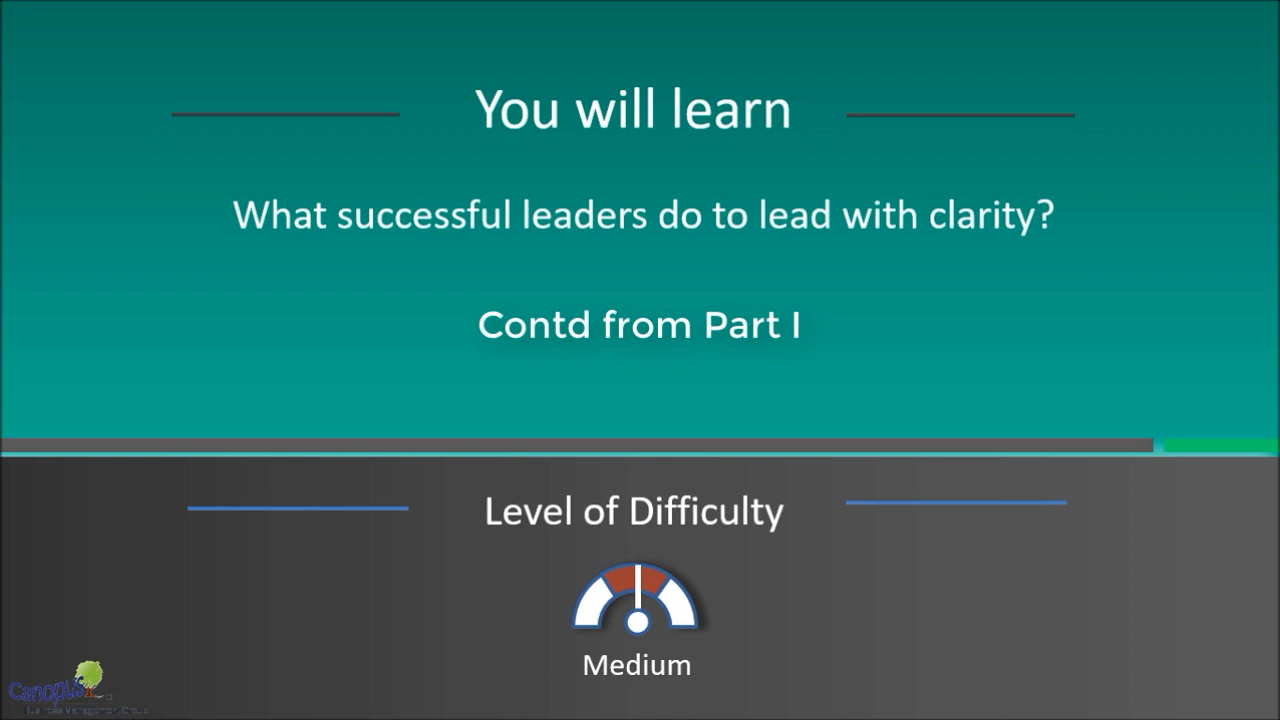 You will learn
What successful leaders do to lead with clarity?
Contd from Part I
Level of Difficulty
Medium
Canopus